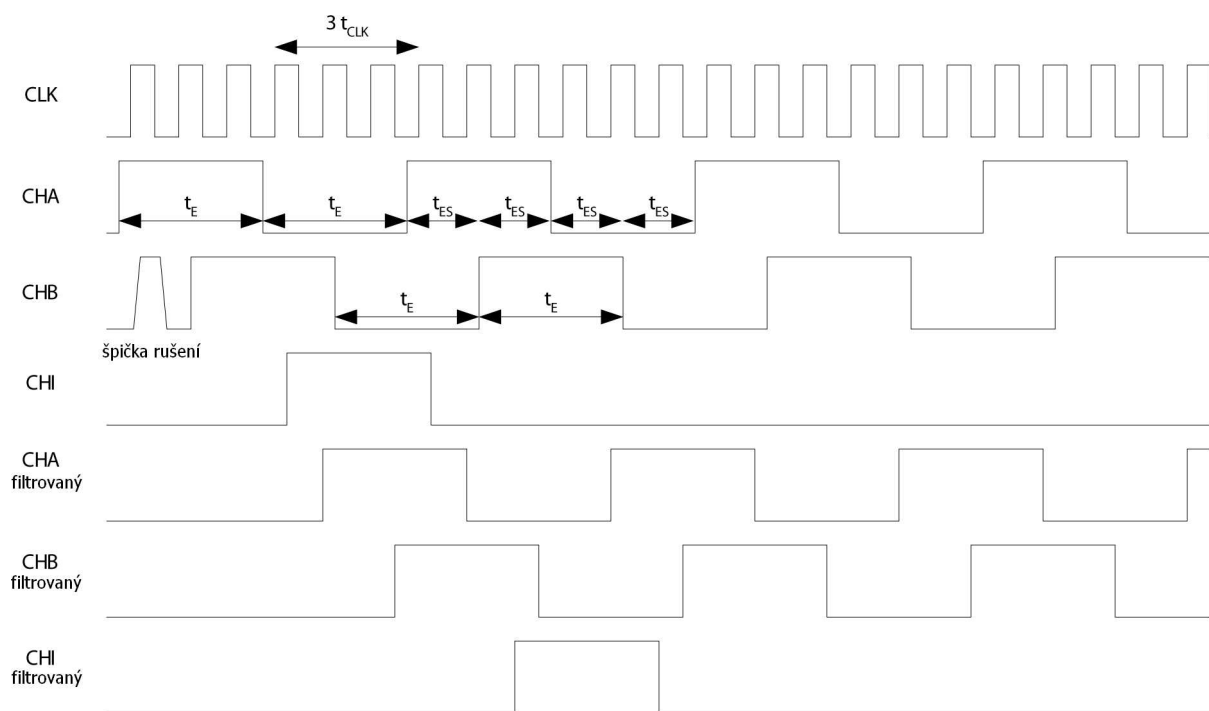 3 tCLK
CLK
CHA
tE
tE
tES
tES
tES
tES
CHB
tE
tE
špička rušení
CHI
CHA
filtrovaný
CHB
filtrovaný
CHI
filtrovaný